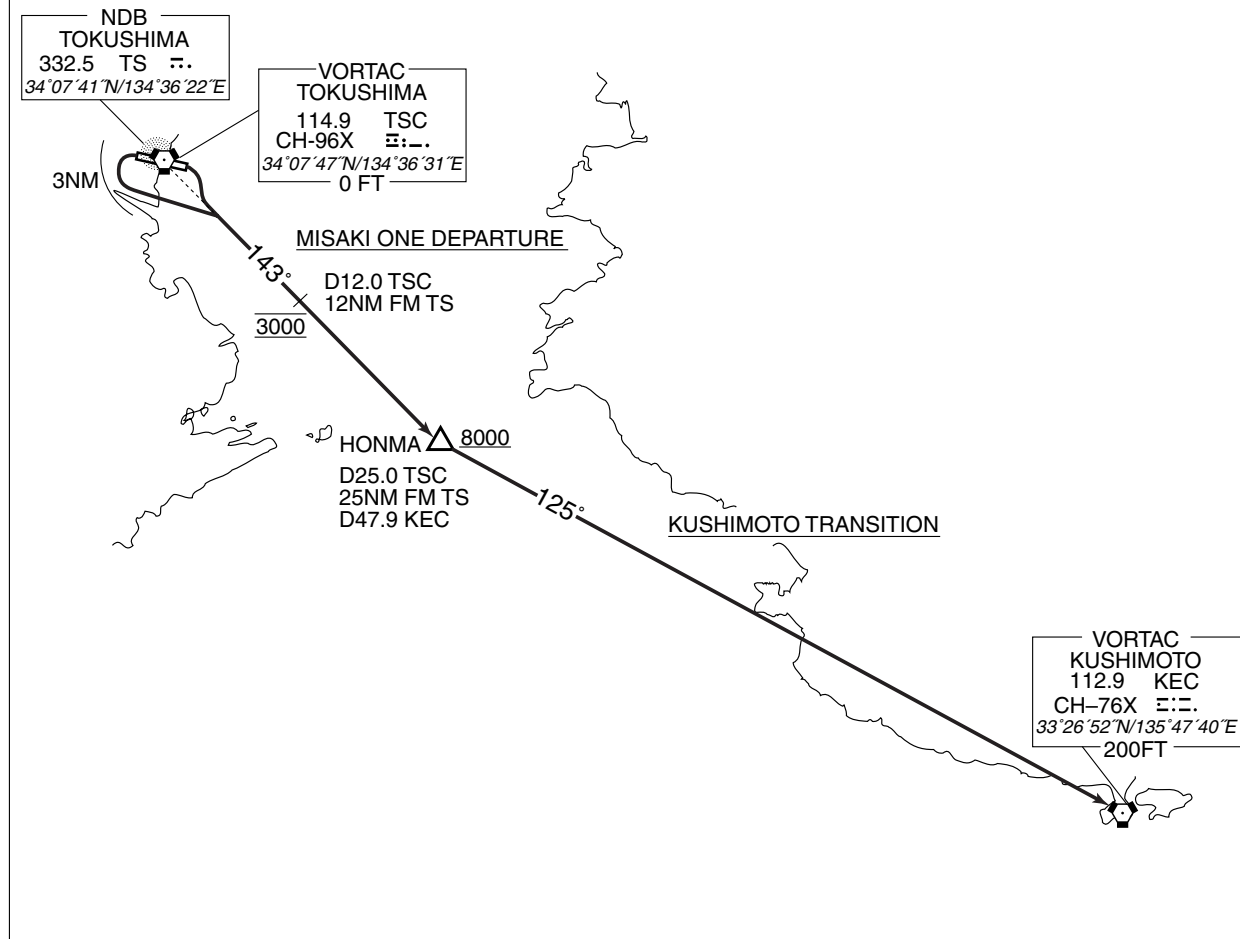 NDB
TOKUSHIMA
332.5 TS
34°07´41˝N/134°36´22˝E
VORTAC
TOKUSHIMA
114.9 TSC
CH-96X
34°07´47˝N/134°36´31˝E
0 FT
3NM
MISAKI ONE DEPARTURE
143°
D12.0 TSC
12NM FM TS
3000
HONMA
8000
D25.0 TSC
25NM FM TS
D47.9 KEC
125°
KUSHIMOTO TRANSITION
VORTAC
KUSHIMOTO
112.9 KEC
CH–76X
33°26´52˝N/135°47´40˝E
200FT